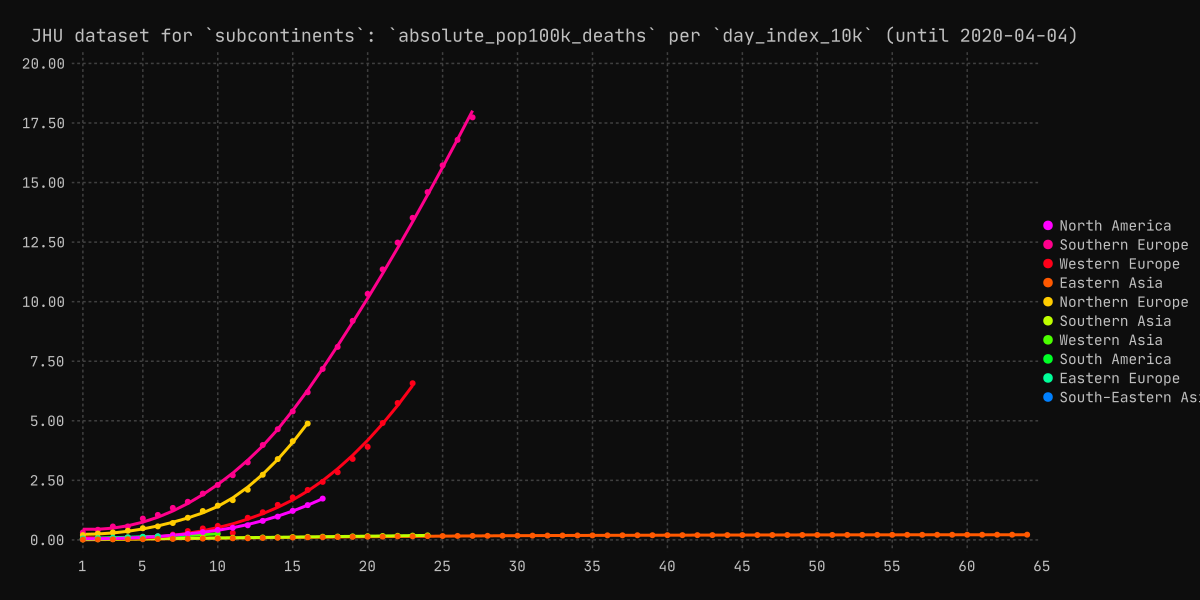 JHU dataset for `subcontinents`: `absolute_pop100k_deaths` per `day_index_10k` (until 2020-04-04)
20.00
17.50
15.00
12.50
10.00
7.50
5.00
2.50
0.00
1 5 10 15 20 25 30 35 40 45 50 55 60 65
North America
Southern Europe
Western Europe
Eastern Asia
Northern Europe
Southern Asia
Western Asia
South America
Eastern Europe
South-Eastern As